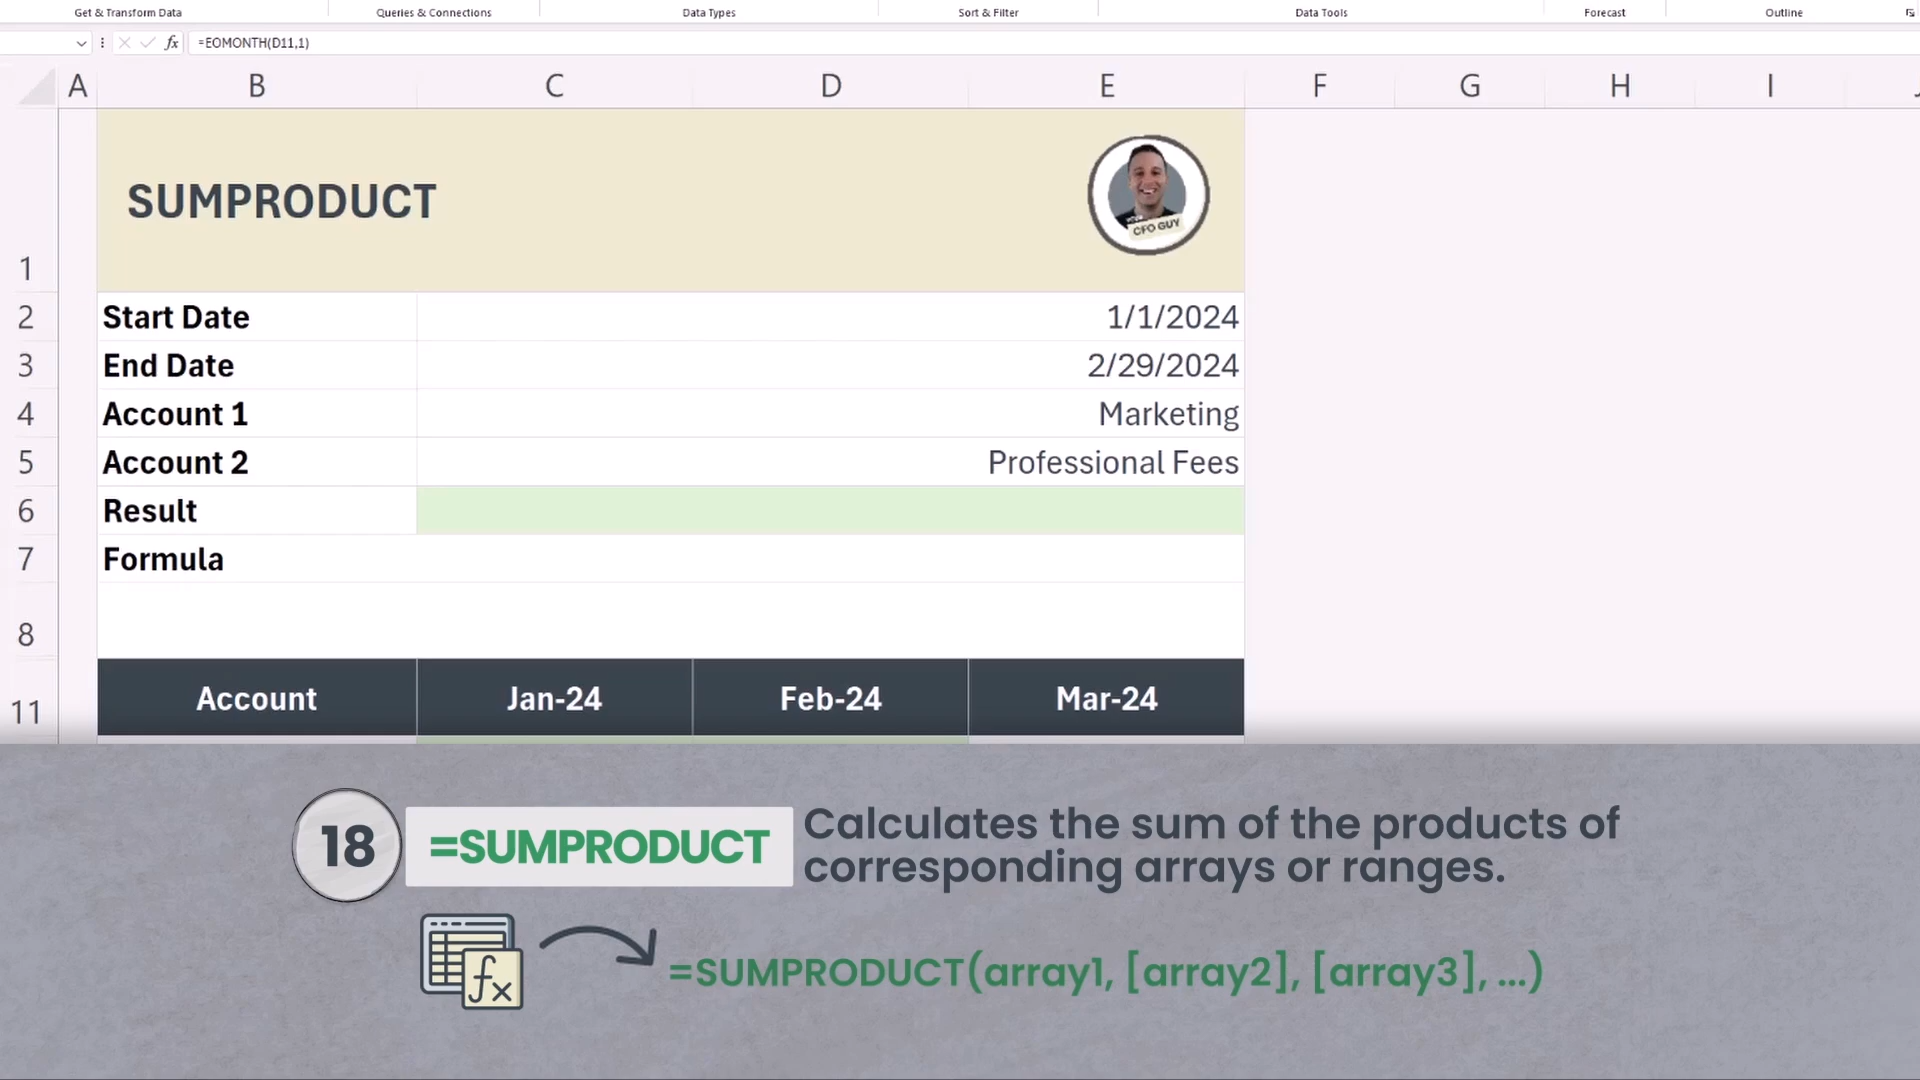 Get & Transform Data Queries & Connections Data Types Sort & Filter Data Tools Forecast Outline
fx =EOMONTH(D11,1)
A B C D E F G H I
1 SUMPRODUCT
CFO GUY
2 Start Date 1/1/2024
3 End Date 2/29/2024
4 Account 1 Marketing
5 Account 2 Professional Fees
6 Result
7 Formula
8
11 Account Jan-24 Feb-24 Mar-24
18 =SUMPRODUCT Calculates the sum of the products of
corresponding arrays or ranges.
fx
=SUMPRODUCT(array1, [array2], [array3], ...)